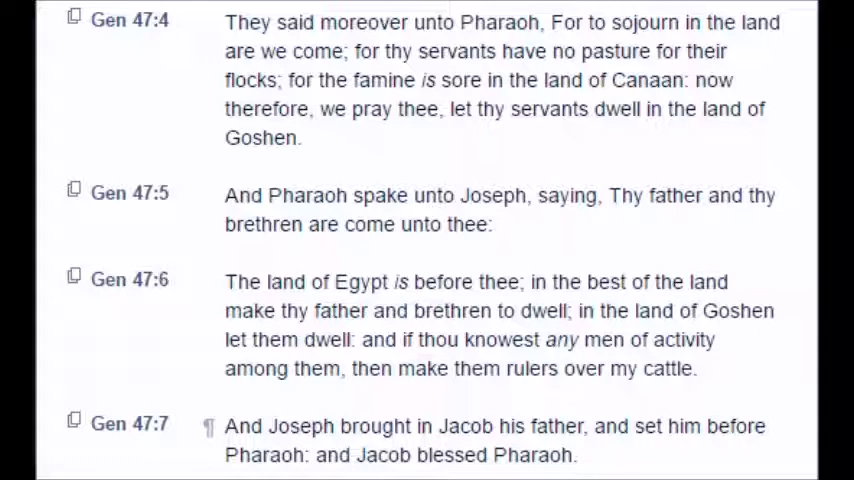 Gen 47:4 They said moreover unto Pharaoh, For to sojourn in the land
are we come; for thy servants have no pasture for their
flocks; for the famine is sore in the land of Canaan: now
therefore, we pray thee, let thy servants dwell in the land of
Goshen.
Gen 47:5 And Pharaoh spake unto Joseph, saying, Thy father and thy
brethren are come unto thee:
Gen 47:6 The land of Egypt is before thee; in the best of the land
make thy father and brethren to dwell; in the land of Goshen
let them dwell: and if thou knowest any men of activity
among them, then make them rulers over my cattle.
Gen 47:7 ¶ And Joseph brought in Jacob his father, and set him before
Pharaoh: and Jacob blessed Pharaoh.